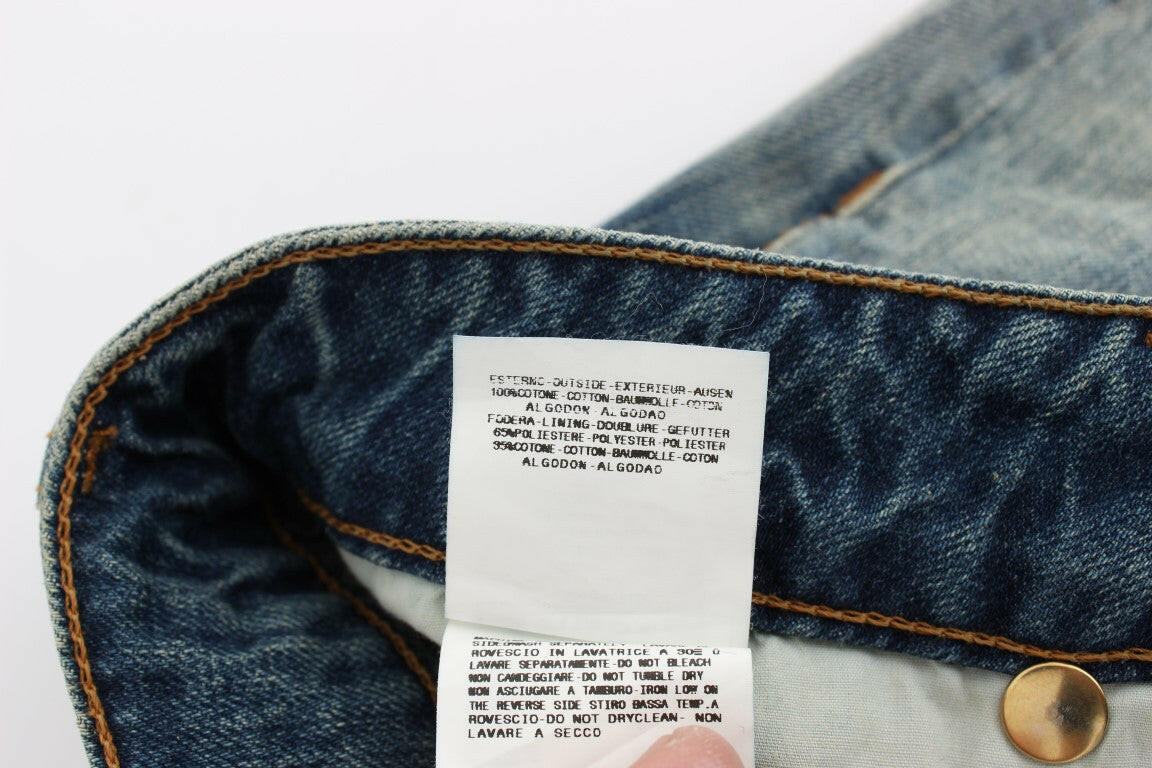 ESTERNO-OUTSIDE-EXTERIEUR-AUSEN
100%COTONE-COTTON-BAUMWOLLE-COTON
ALGODON-ALGODAO
FODERA-LINING-DOUBLURE-GEFUTTER
65%POLIESTERE-POLYESTER-POLIESTER
35%COTONE-COTTON-BAUMWOLLE-COTON
ALGODON-ALGODAO
SIDEWASH SEPARATELY
ROVESCIO IN LAVATRICE A 30
LAVARE SEPARATAMENTE-DO NOT BLEACH
NON CANDEGGIARE-DO NOT TUMBLE DRY
NON ASCIUGARE A TAMBURO-IRON LOW ON
THE REVERSE SIDE STIRO BASSA TEMP.A
ROVESCIO-DO NOT DRYCLEAN- NON
LAVARE A SECCO